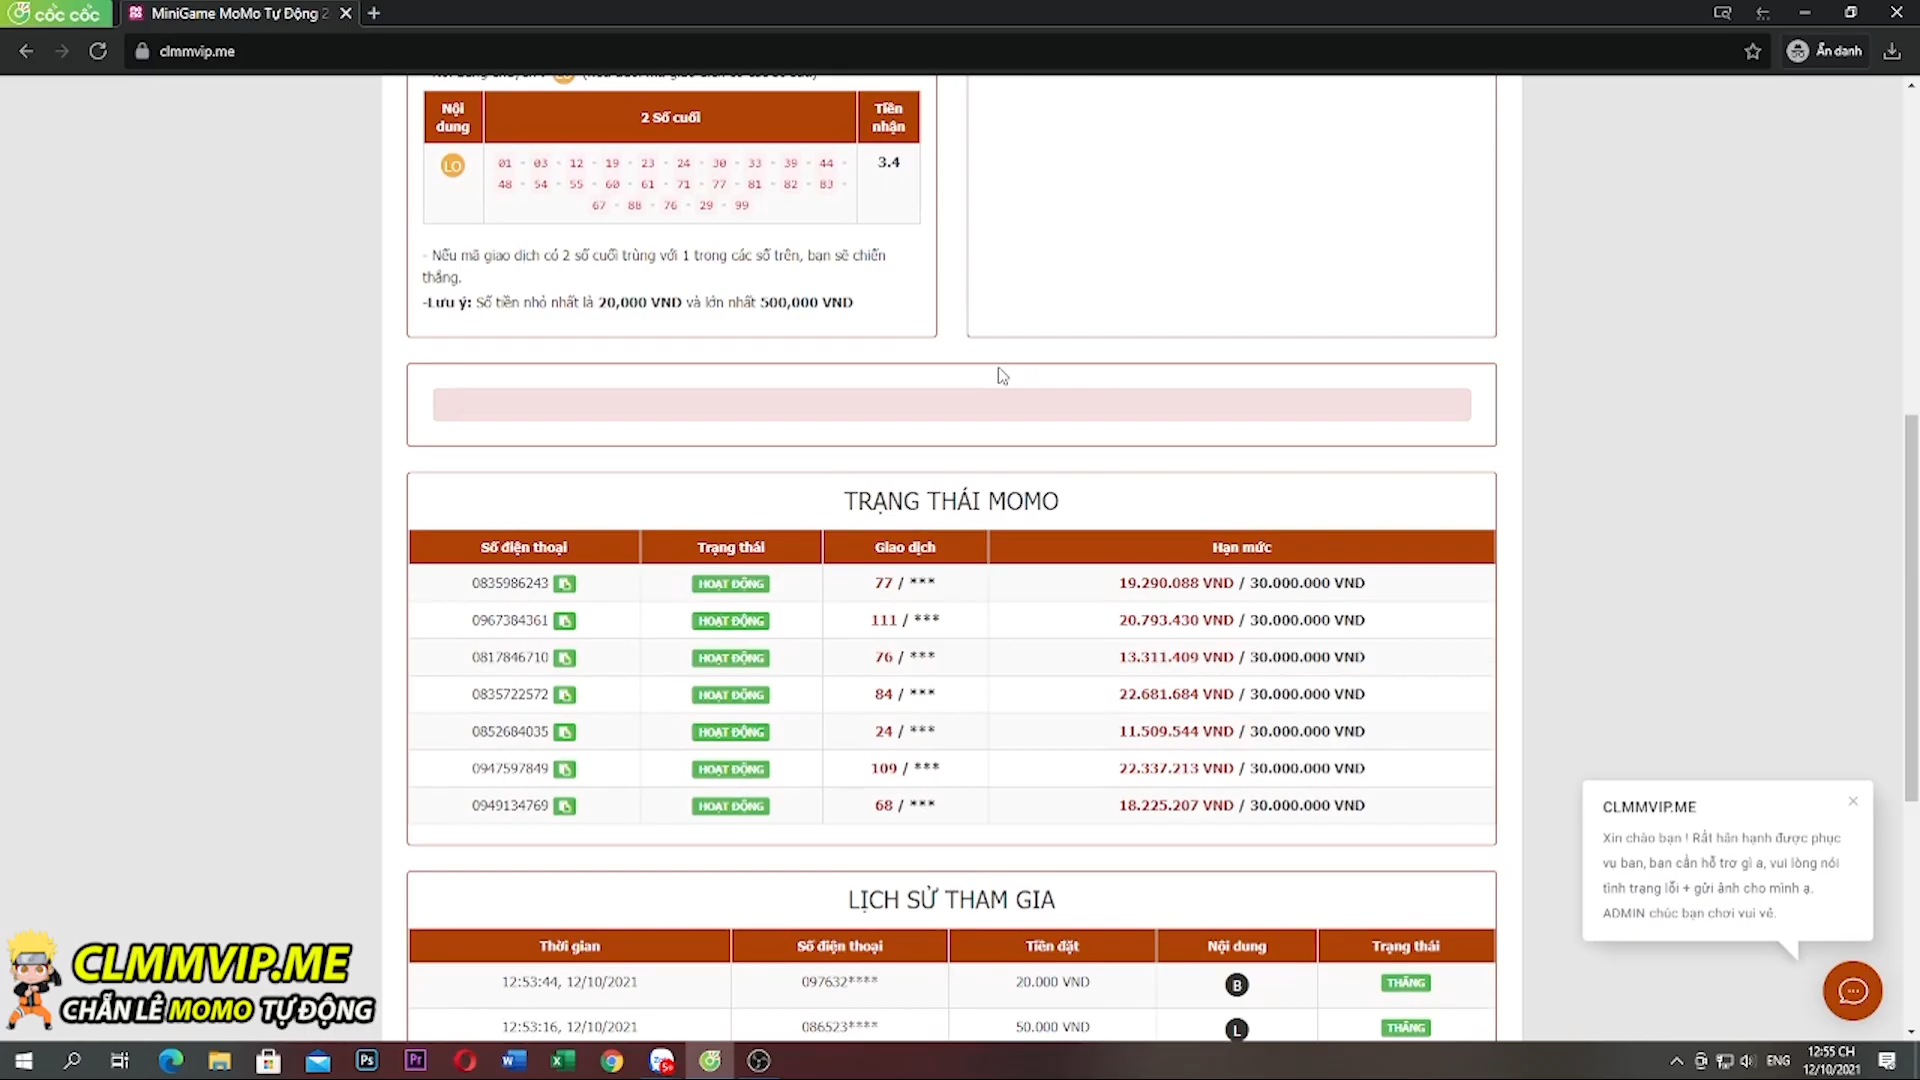 cốc cốc
MiniGame MoMo Tự Động 2
clmmvip.me
Ẩn danh
Nội dung
2 Số cuối
Tiền nhận
LO
01 - 03 - 12 - 19 - 23 - 24 - 30 - 33 - 39 - 44 -
48 - 54 - 55 - 60 - 61 - 71 - 77 - 81 - 82 - 83 -
67 - 88 - 76 - 29 - 99
3.4
- Nếu mã giao dịch có 2 số cuối trùng với 1 trong các số trên, bạn sẽ chiến
thắng.
-Lưu ý: Số tiền nhỏ nhất là 20,000 VND và lớn nhất 500,000 VND
TRẠNG THÁI MOMO
Số điện thoại Trạng thái Giao dịch Hạn mức
0835986243 HOẠT ĐỘNG 77 / *** 19.290.088 VND / 30.000.000 VND
0967384361 HOẠT ĐỘNG 111 / *** 20.793.430 VND / 30.000.000 VND
0817846710 HOẠT ĐỘNG 76 / *** 13.311.409 VND / 30.000.000 VND
0835722572 HOẠT ĐỘNG 84 / *** 22.681.684 VND / 30.000.000 VND
0852684035 HOẠT ĐỘNG 24 / *** 11.509.544 VND / 30.000.000 VND
0947597849 HOẠT ĐỘNG 109 / *** 22.337.213 VND / 30.000.000 VND
0949134769 HOẠT ĐỘNG 68 / *** 18.225.207 VND / 30.000.000 VND
CLMMVIP.ME
Xin chào bạn ! Rất hân hạnh được phục
vụ bạn, bạn cần hỗ trợ gì ạ, vui lòng nói
tình trạng lỗi + gửi ảnh cho mình ạ.
ADMIN chúc bạn chơi vui vẻ.
LỊCH SỬ THAM GIA
Thời gian Số điện thoại Tiền đặt Nội dung Trạng thái
12:53:44, 12/10/2021 097632**** 20.000 VND B THẮNG
12:53:16, 12/10/2021 086523**** 50.000 VND L THẮNG
CLMMVIP.ME
CHẴN LẺ MOMO TỰ ĐỘNG
Ps
Pr
5+
ENG
12:55 CH
12/10/2021